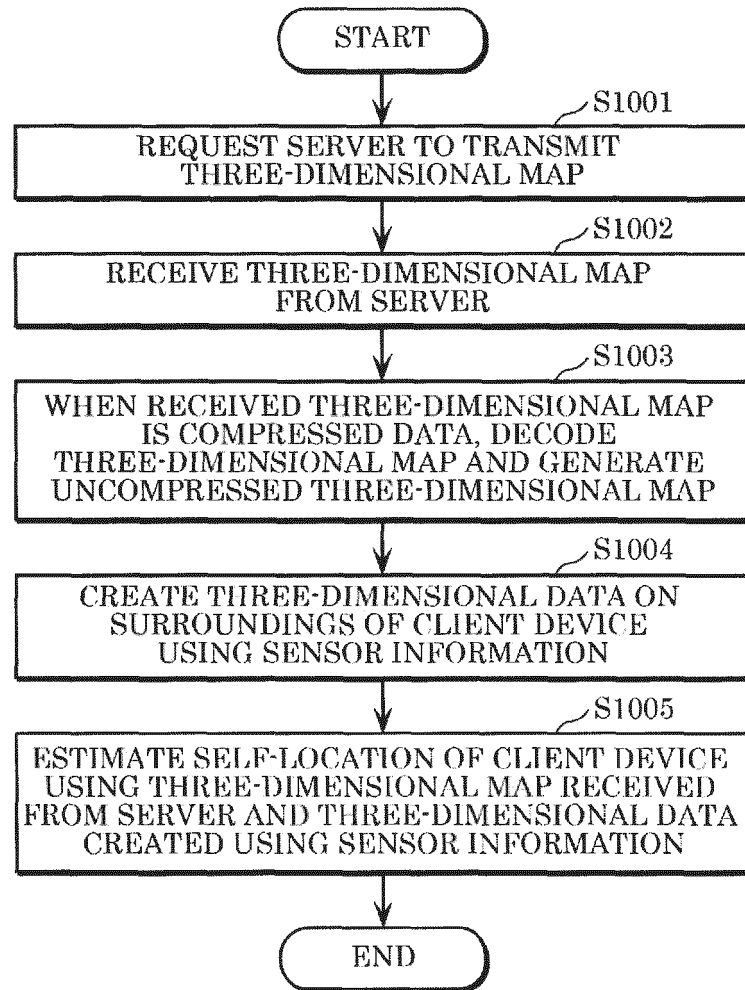 START
S1001
REQUEST SERVER TO TRANSMIT
THREE-DIMENSIONAL MAP
S1002
RECEIVE THREE-DIMENSIONAL MAP
FROM SERVER
S1003
WHEN RECEIVED THREE-DIMENSIONAL MAP
IS COMPRESSED DATA, DECODE
THREE-DIMENSIONAL MAP AND GENERATE
UNCOMPRESSED THREE-DIMENSIONAL MAP
S1004
CREATE THREE-DIMENSIONAL DATA ON
SURROUNDINGS OF CLIENT DEVICE
USING SENSOR INFORMATION
S1005
ESTIMATE SELF-LOCATION OF CLIENT DEVICE
USING THREE-DIMENSIONAL MAP RECEIVED
FROM SERVER AND THREE-DIMENSIONAL DATA
CREATED USING SENSOR INFORMATION
END